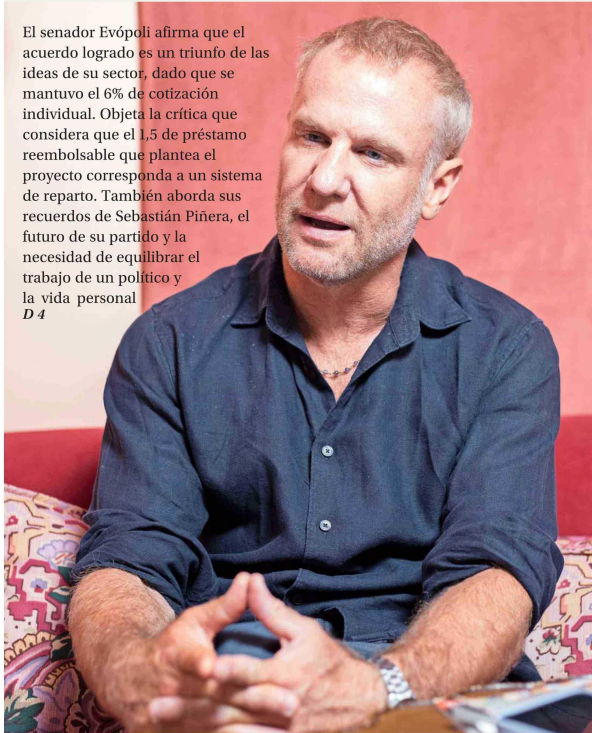 El senador Evópoli afirma que el
acuerdo logrado es un triunfo de las
ideas de su sector, dado que se
mantuvo el 6% de cotización
individual. Objeta la crítica que
considera que el 1,5 de préstamo
reembolsable que plantea el
proyecto corresponda a un sistema
de reparto. También aborda sus
recuerdos de Sebastián Piñera, el
futuro de su partido y la
necesidad de equilibrar el
trabajo de un político y
la vida personal
D 4